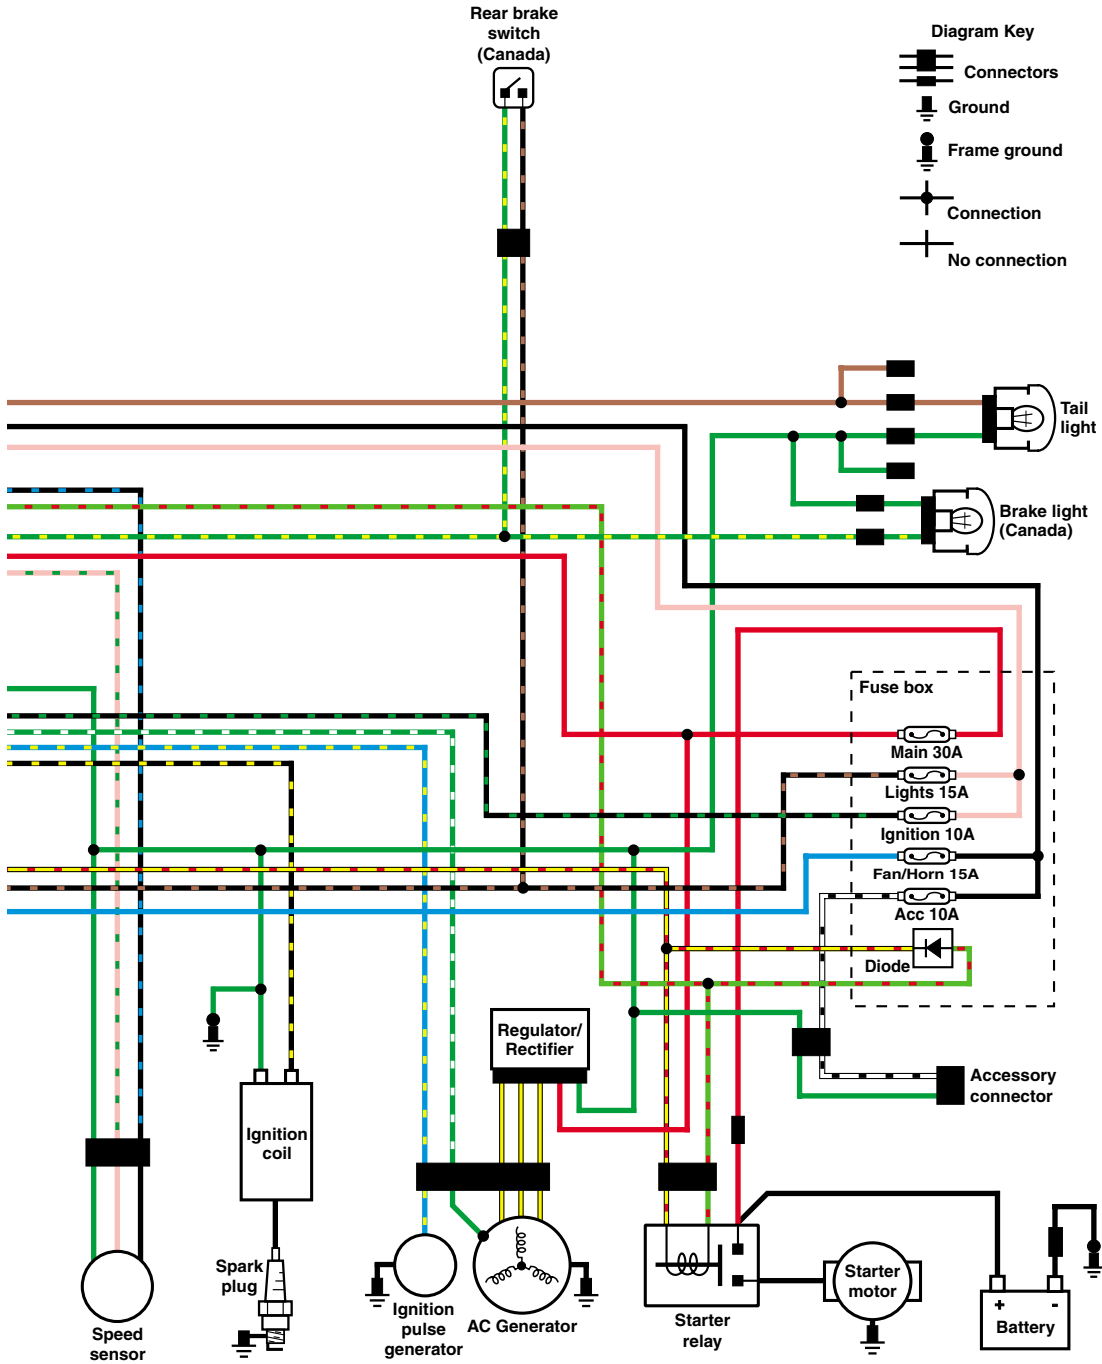 Rear brake
switch
(Canada)
Diagram Key
Connectors
Ground
Frame ground
Connection
No connection
Tail
light
Brake light
(Canada)
Fuse box
Main 30A
Lights 15A
Ignition 10A
Fan/Horn 15A
Acc 10A
Diode
Regulator/
Rectifier
Accessory
connector
Ignition
coil
Spark
plug
Speed
sensor
Ignition
pulse
generator
AC Generator
Starter
relay
Starter
motor
+ -
Battery